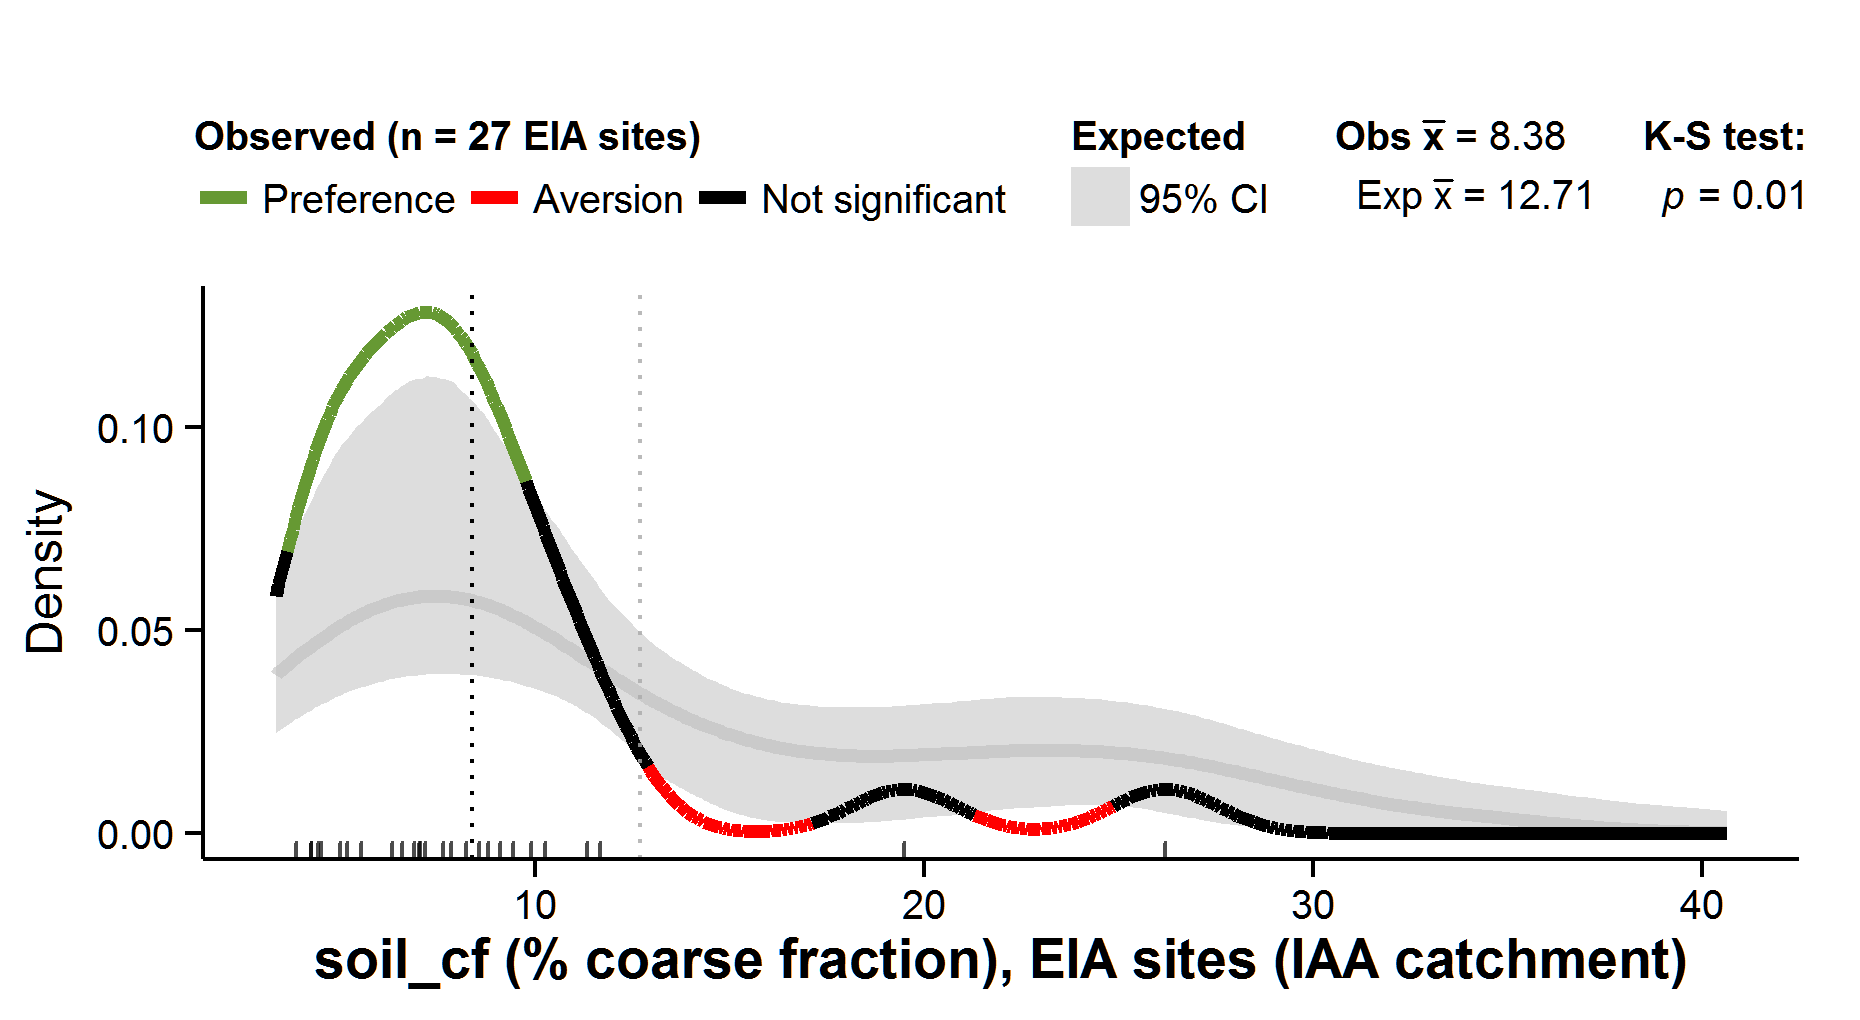 Observed (n = 27 EIA sites) Expected Obs x̅ = 8.38 K-S test:
Preference Aversion Not significant 95% CI Exp x̅ = 12.71 p = 0.01
0.10
0.05
0.00
Density
10 20 30 40
soil_cf (% coarse fraction), EIA sites (IAA catchment)